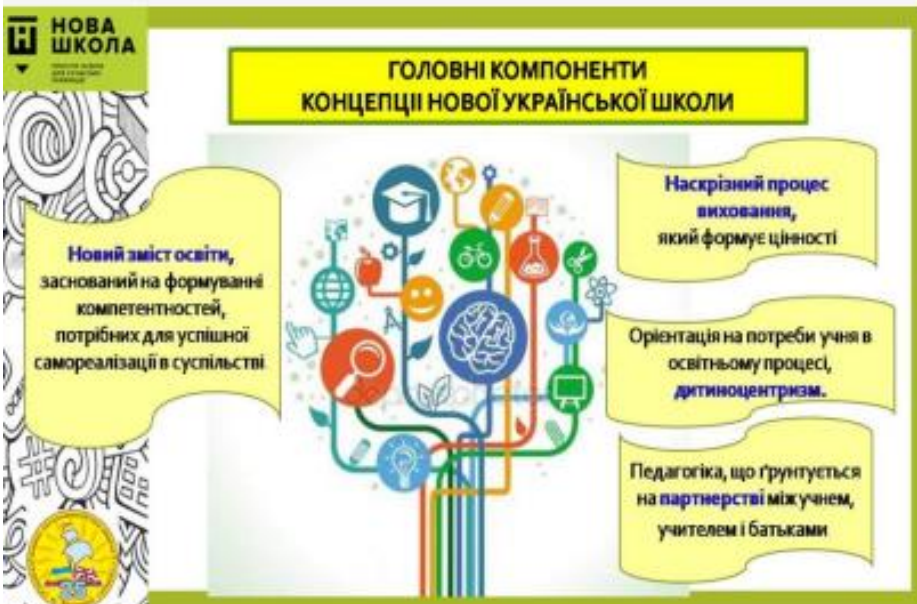 НОВА
ШКОЛА
ГОЛОВНІ КОМПОНЕНТИ
КОНЦЕПЦІЇ НОВОЇ УКРАЇНСЬКОЇ ШКОЛИ
Новий зміст освіти,
заснований на формуванні
компетентностей,
потрібних для успішної
самореалізації в суспільстві
Наскрізний процес
виховання,
який формує цінності
Орієнтація на потреби учня в
освітньому процесі,
дитиноцентризм.
Педагогіка, що ґрунтується
на партнерстві між учнем,
учителем і батьками